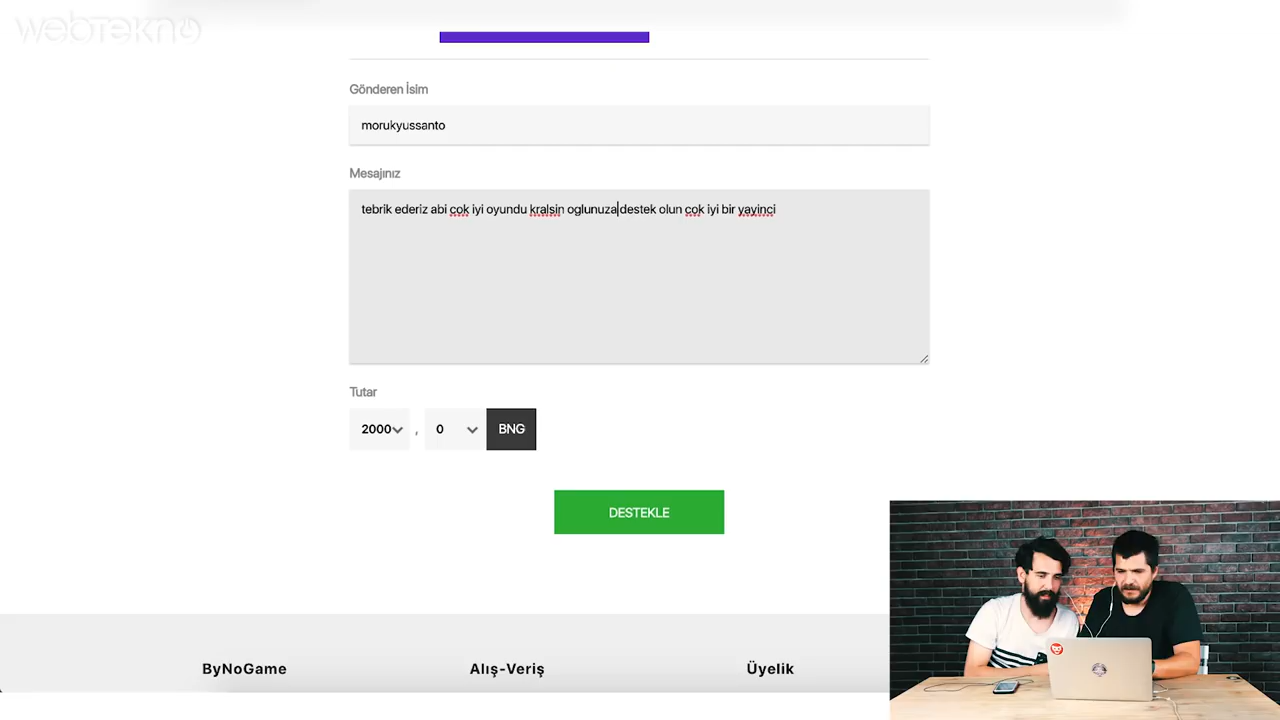 webtekno
Gönderen İsim
morukyussanto
Mesajınız
tebrik ederiz abi cok iyi oyundu kralsin oglunuza destek olun cok iyi bir yayinci
Tutar
2000 , 0 BNG
DESTEKLE
ByNoGame Alış-Veriş Üyelik